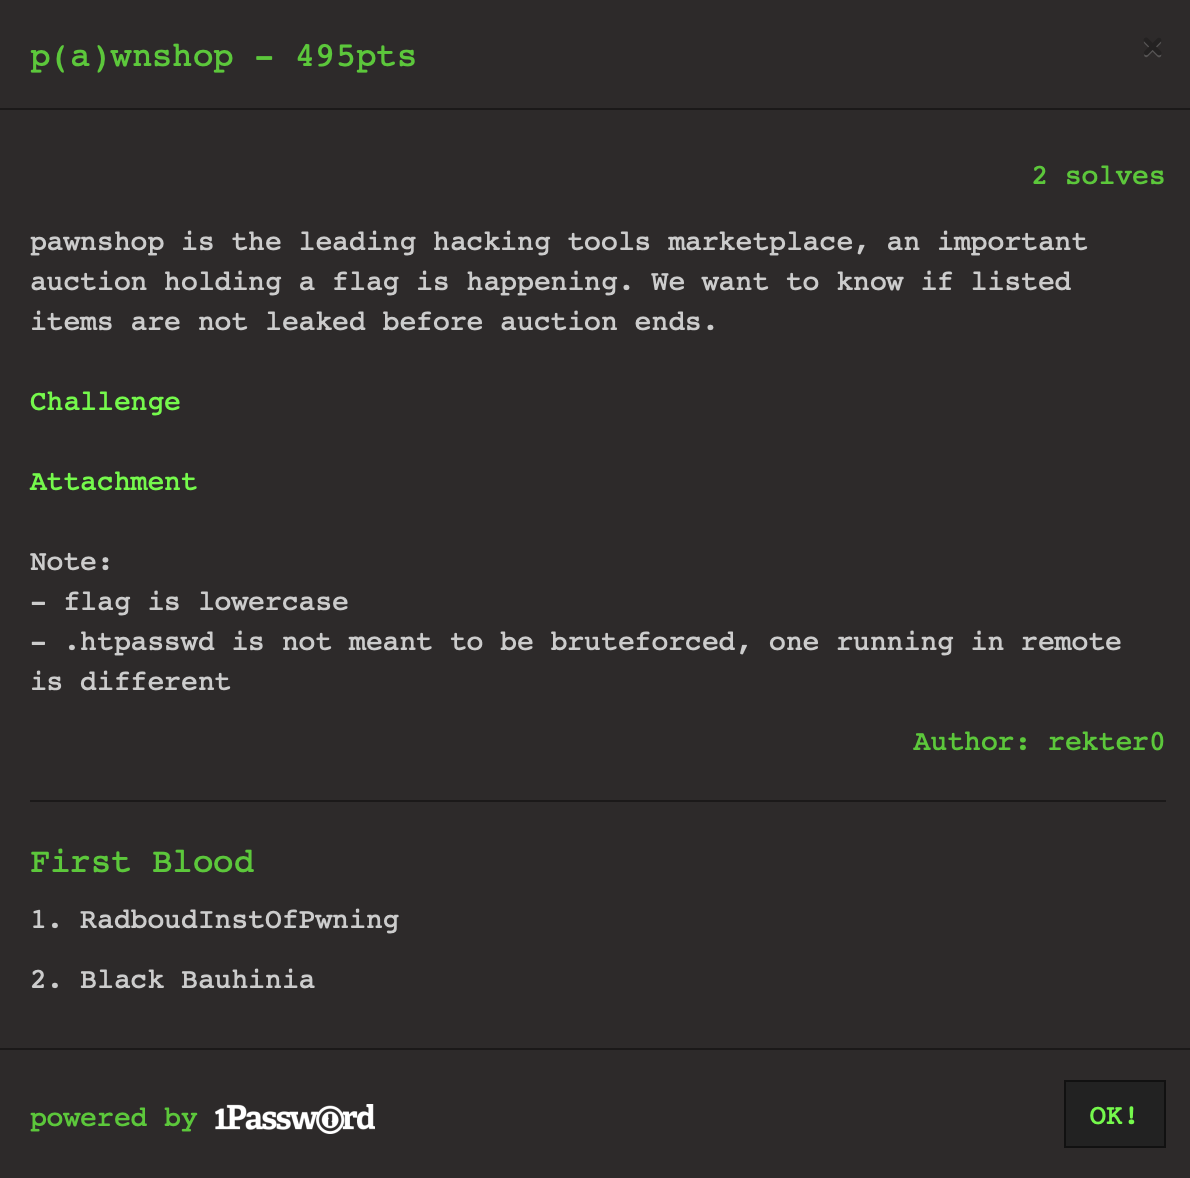 p(a)wnshop - 495pts
×
2 solves
pawnshop is the leading hacking tools marketplace, an important
auction holding a flag is happening. We want to know if listed
items are not leaked before auction ends.
Challenge
Attachment
Note:
- flag is lowercase
- .htpasswd is not meant to be bruteforced, one running in remote
is different
Author: rekter0
First Blood
1. RadboudInstOfPwning
2. Black Bauhinia
powered by 1Password
OK!